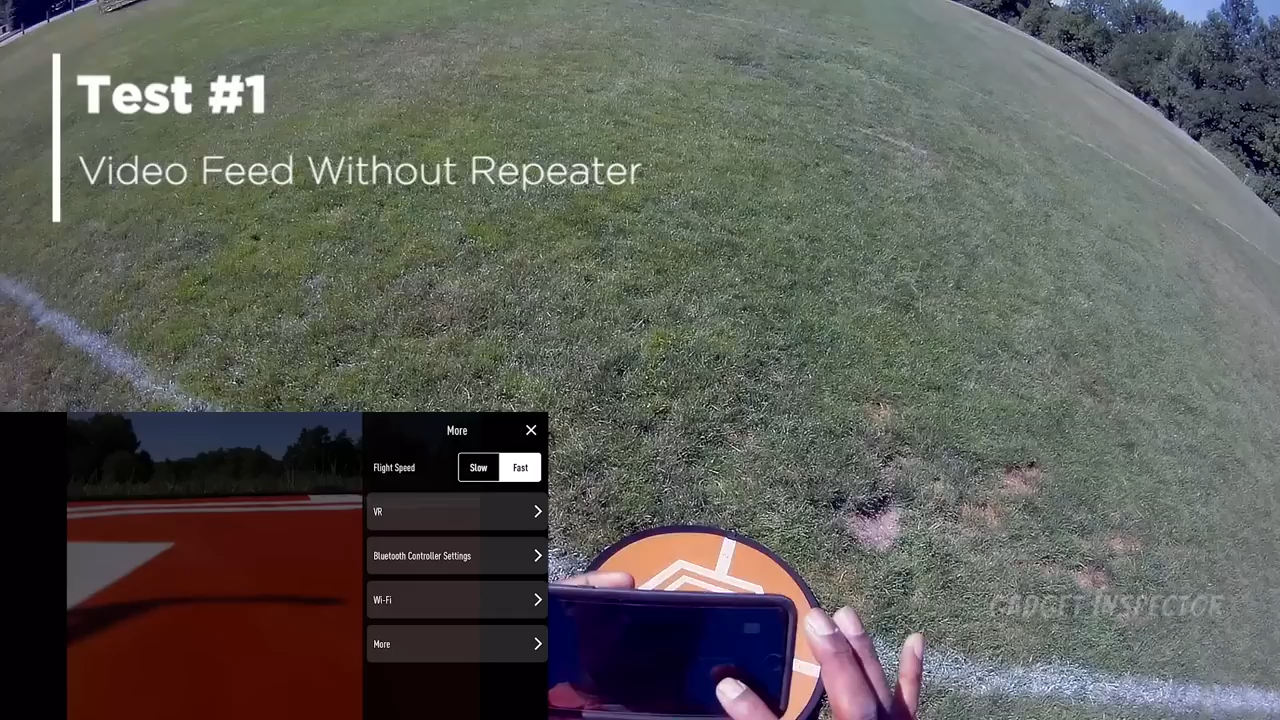 Test #1
Video Feed Without Repeater
More
Flight Speed
Slow
Fast
VR
Bluetooth Controller Settings
Wi-Fi
More
GADGET INSPECTOR